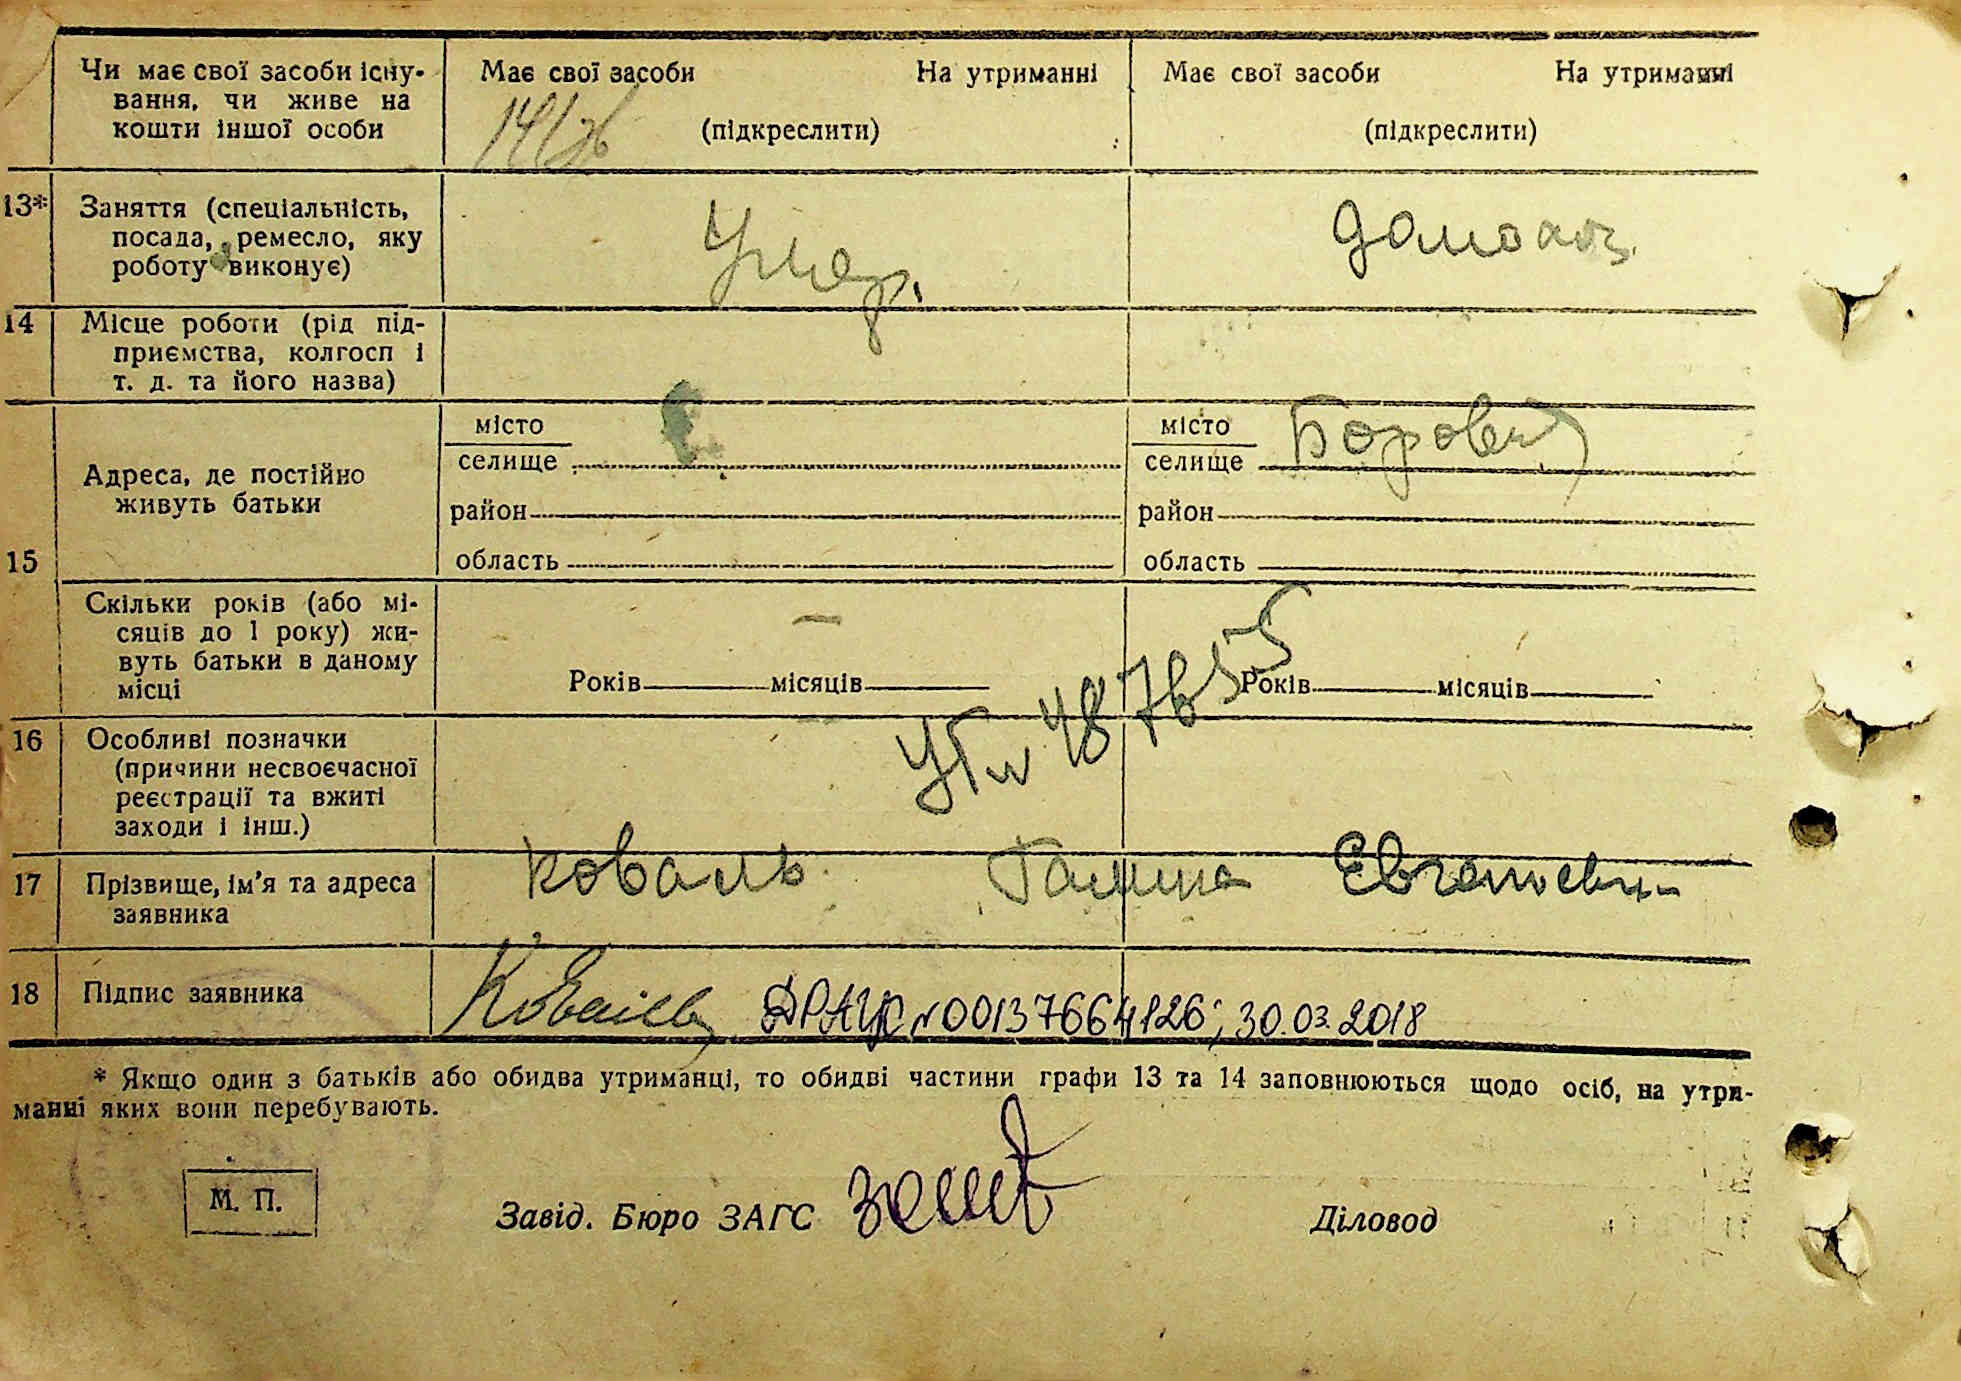 Чи має свої засоби існу-
вання, чи живе на
кошти іншої особи
Має свої засоби На утриманні
(підкреслити)
Має свої засоби На утриманні
(підкреслити)
13* Заняття (спеціальність,
посада, ремесло, яку
роботу виконує)
Умер.
14 Місце роботи (рід під-
приємства, колгосп і
т. д. та його назва)
15 Адреса, де постійно
живуть батьки
місто
селище
район
область
місто
селище
район
область
Скільки років (або мі-
сяців до 1 року) жи-
вуть батьки в даному
місці
Років місяців
Років місяців
487655
16 Особливі позначки
(причини несвоєчасної
реєстрації та вжиті
заходи і інш.)
17 Прізвище, ім'я та адреса
заявника
Коваль Галина
18 Підпис заявника
ДРАЦС №00137664126; 30.03.2018
* Якщо один з батьків або обидва утриманці, то обидві частини графи 13 та 14 заповнюються щодо осіб, на утри-
манні яких вони перебувають.
М. П.
Завід. Бюро ЗАГС
Діловод